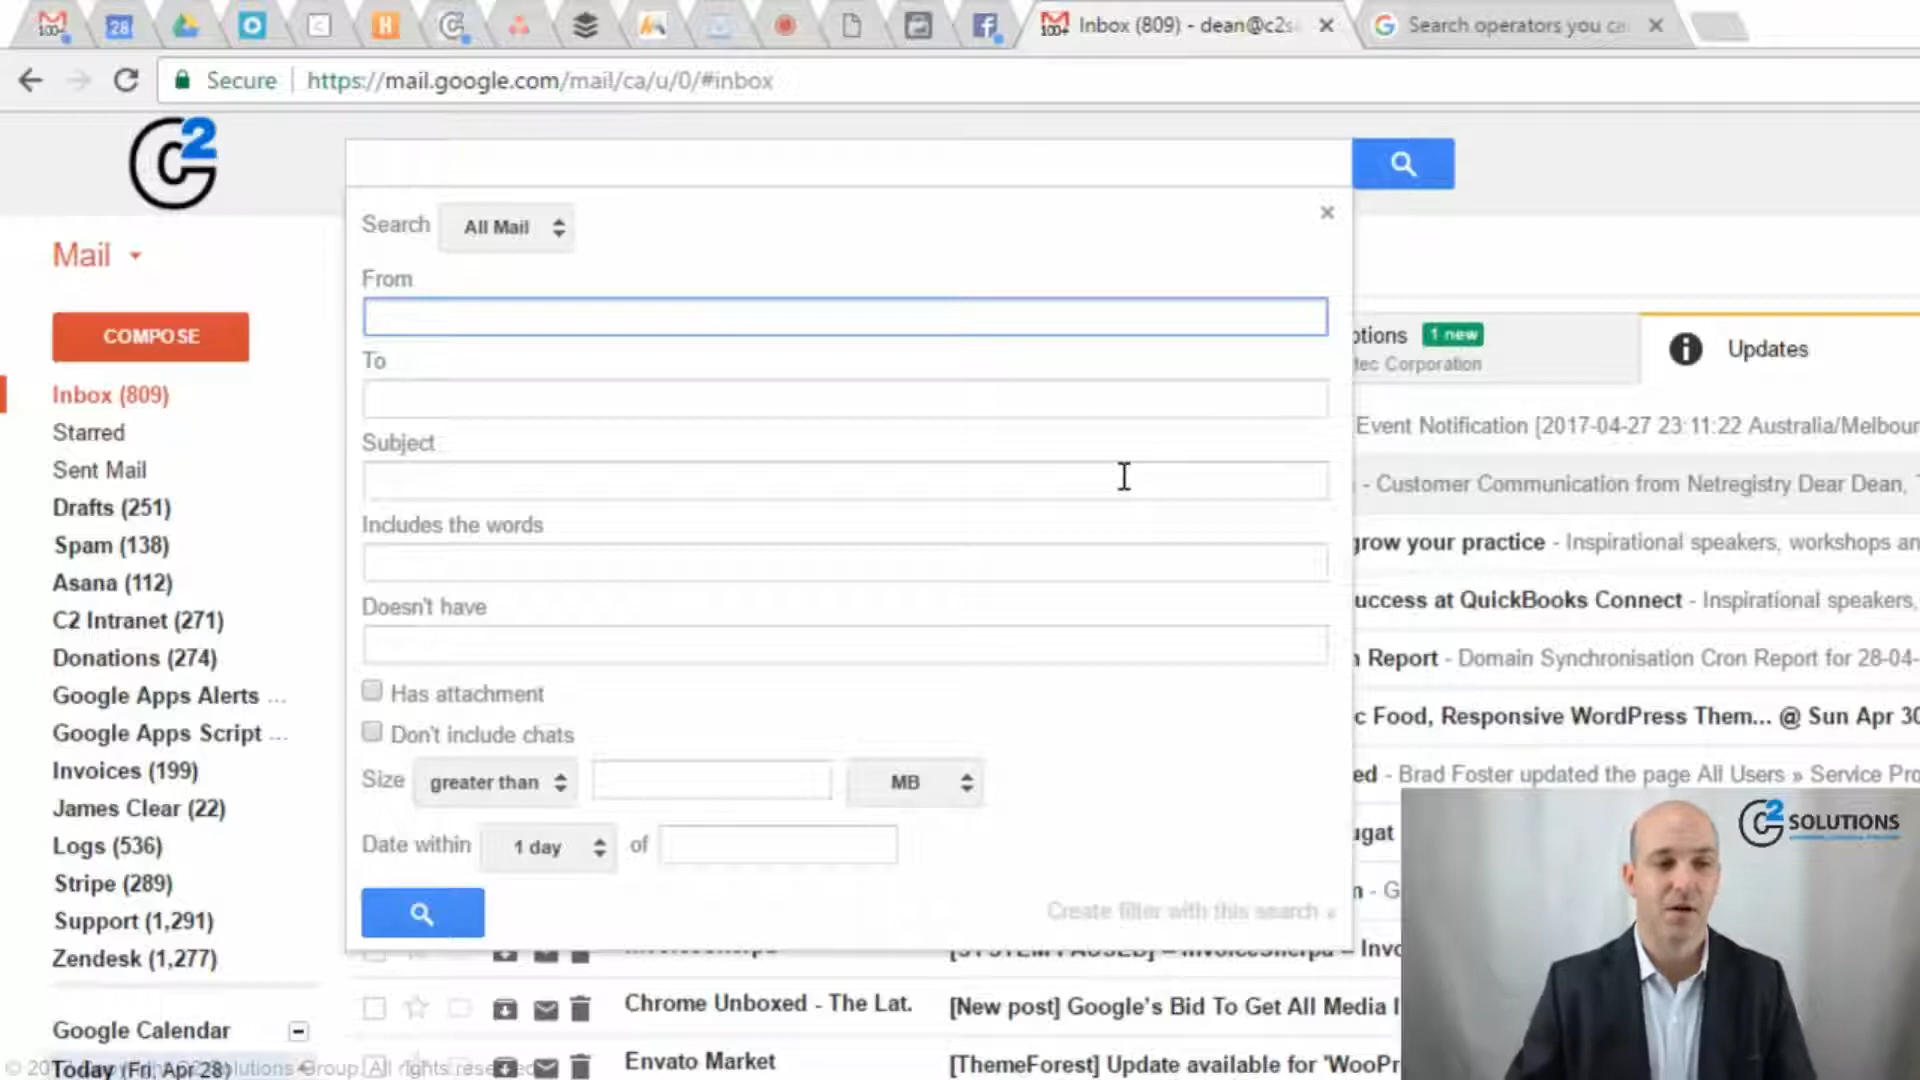 Inbox (809) - dean@c2s
Search operators you ca
Secure
https://mail.google.com/mail/ca/u/0/#inbox
C2
Search
All Mail
From
To
Subject
Includes the words
Doesn't have
Has attachment
Don't include chats
Size
greater than
MB
Date within
1 day
of
Create filter with this search »
Mail
COMPOSE
Inbox (809)
Starred
Sent Mail
Drafts (251)
Spam (138)
Asana (112)
C2 Intranet (271)
Donations (274)
Google Apps Alerts ...
Google Apps Script ...
Invoices (199)
James Clear (22)
Logs (536)
Stripe (289)
Support (1,291)
Zendesk (1,277)
Google Calendar
Today (Fri, Apr 28)
otions
1 new
tec Corporation
Updates
Event Notification [2017-04-27 23:11:22 Australia/Melbour
- Customer Communication from Netregistry Dear Dean,
grow your practice - Inspirational speakers, workshops an
uccess at QuickBooks Connect - Inspirational speakers,
n Report - Domain Synchronisation Cron Report for 28-04-
c Food, Responsive WordPress Them... @ Sun Apr 30
ed - Brad Foster updated the page All Users » Service Pro
ugat
m - G
Chrome Unboxed - The Lat.
[New post] Google's Bid To Get All Media I
Envato Market
[ThemeForest] Update available for 'WooPr
C2 SOLUTIONS